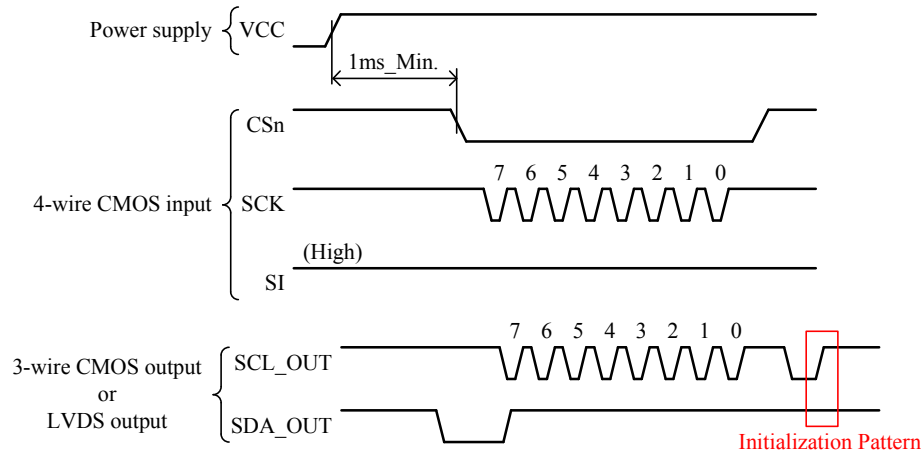 Power supply
VCC
1ms_Min.
CSn
7 6 5 4 3 2 1 0
4-wire CMOS input
SCK
(High)
SI
7 6 5 4 3 2 1 0
3-wire CMOS output
or
LVDS output
SCL_OUT
SDA_OUT
Initialization Pattern